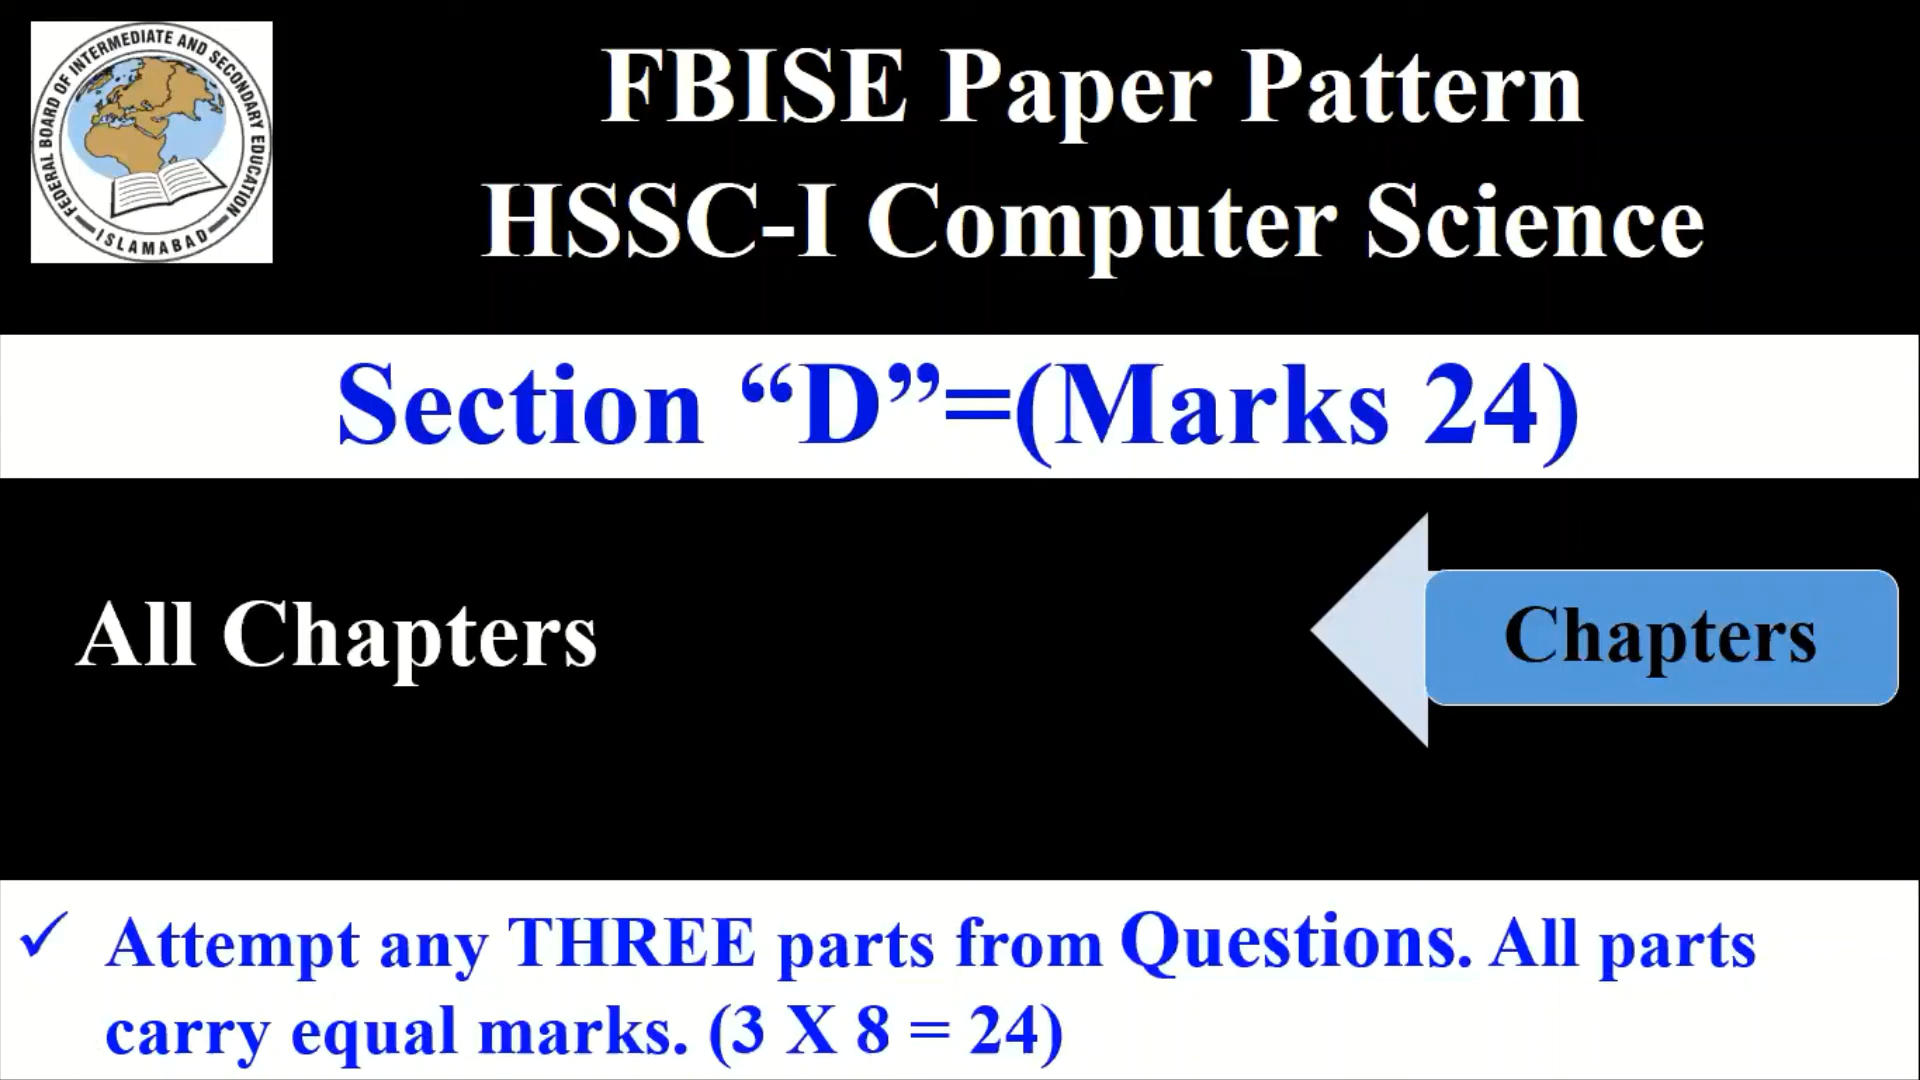 FEDERAL BOARD OF INTERMEDIATE AND SECONDARY EDUCATION
ISLAMABAD
FBISE Paper Pattern
HSSC-I Computer Science
Section “D”=(Marks 24)
All Chapters
Chapters
✓ Attempt any THREE parts from Questions. All parts
carry equal marks. (3 X 8 = 24)